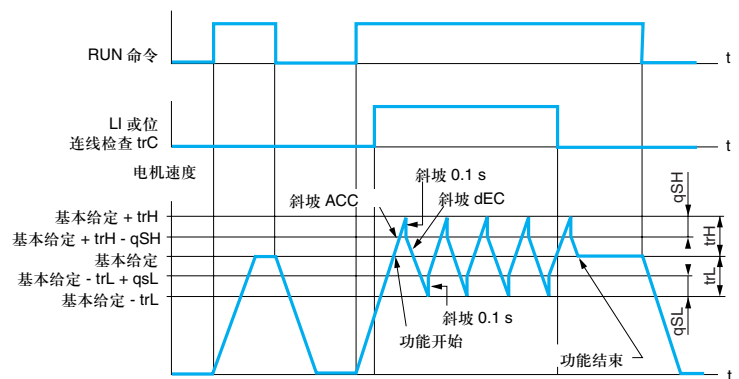 RUN 命令
t
LI 或位
连线检查 trC
t
电机速度
斜坡 0.1 s
斜坡 ACC
斜坡 dEC
qSH
基本给定 + trH
基本给定 + trH - qSH
trH
基本给定
基本给定 - trL + qsL
trL
基本给定 - trL
斜坡 0.1 s
qSL
功能开始
功能结束
t